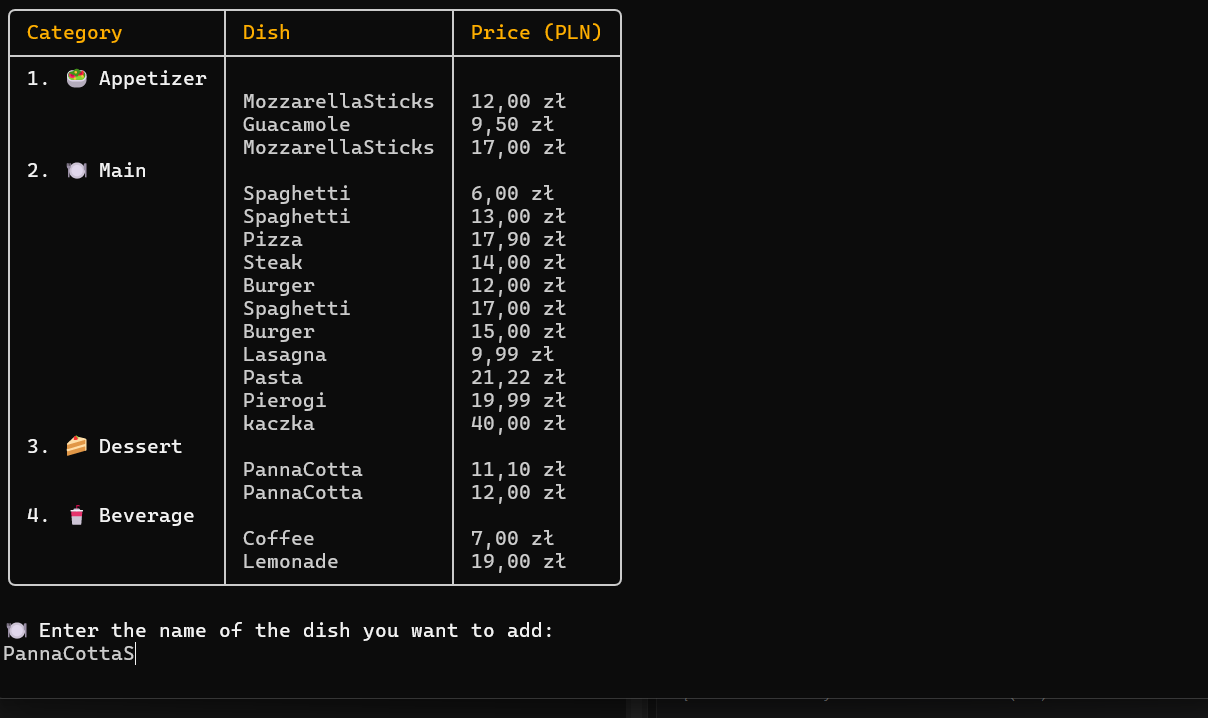 Category Dish Price (PLN)
1. 🥗 Appetizer
MozzarellaSticks 12,00 zł
Guacamole 9,50 zł
MozzarellaSticks 17,00 zł
2. 🍽️ Main
Spaghetti 6,00 zł
Spaghetti 13,00 zł
Pizza 17,90 zł
Steak 14,00 zł
Burger 12,00 zł
Spaghetti 17,00 zł
Burger 15,00 zł
Lasagna 9,99 zł
Pasta 21,22 zł
Pierogi 19,99 zł
kaczka 40,00 zł
3. 🍰 Dessert
PannaCotta 11,10 zł
PannaCotta 12,00 zł
4. 🥤 Beverage
Coffee 7,00 zł
Lemonade 19,00 zł
🍽️ Enter the name of the dish you want to add:
PannaCottaS